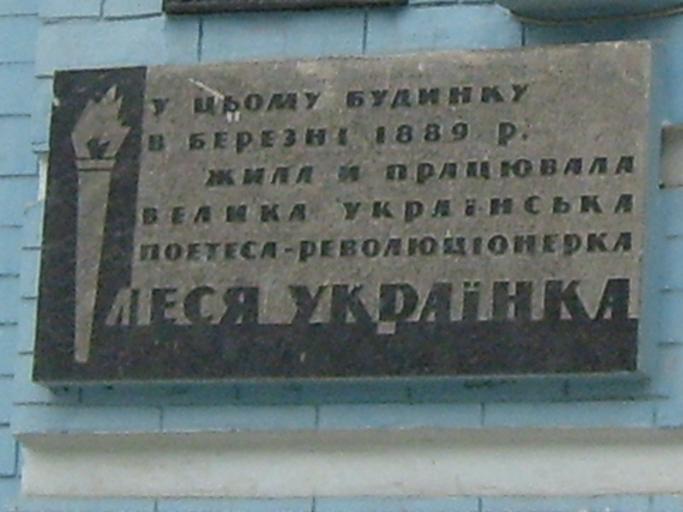 У ЦЬОМУ БУДИНКУ
В БЕРЕЗНІ 1889 р.
ЖИЛА И ПРАЦЮВАЛА
ВЕЛИКА УКРАЇНСЬКА
ПОЕТЕСА-РЕВОЛЮЦІОНЕРКА
ЛЕСЯ УКРАЇНКА